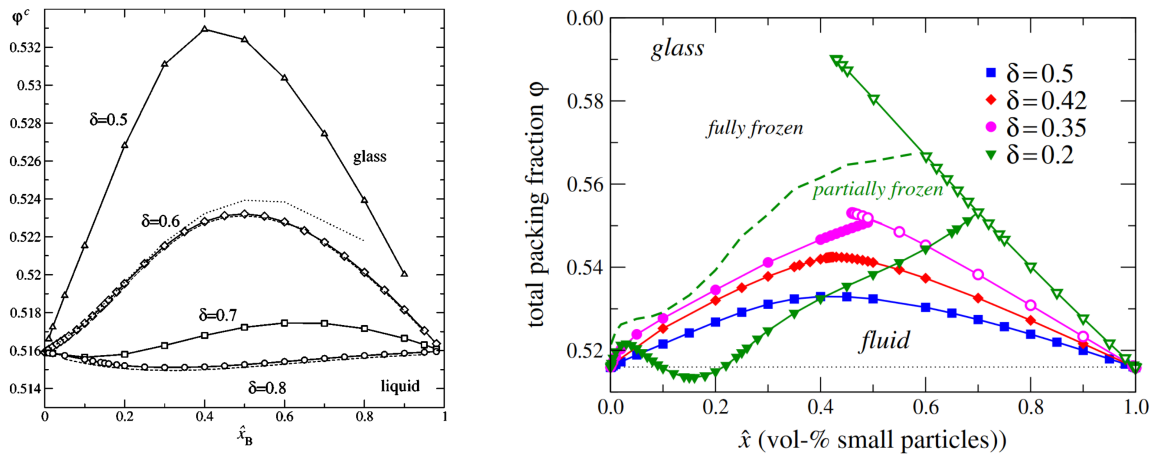 φᶜ
0.532
0.53
0.528
0.526
0.524
0.522
0.52
0.518
0.516
0.514
δ=0.5
glass
δ=0.6
δ=0.7
δ=0.8
liquid
0
0.2
0.4
0.6
0.8
1
x̂B
total packing fraction φ
0.60
0.58
0.56
0.54
0.52
glass
fully frozen
partially frozen
fluid
δ=0.5
δ=0.42
δ=0.35
δ=0.2
0.0
0.2
0.4
0.6
0.8
1.0
x̂ (vol-% small particles))